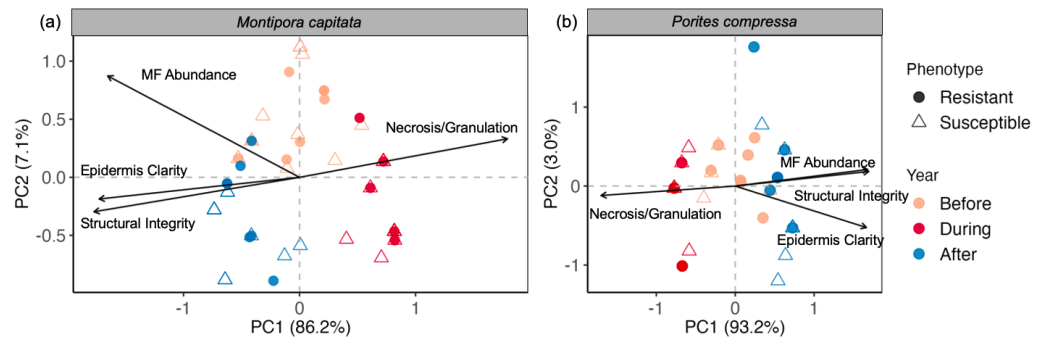 (a)
Montipora capitata
1.0
0.5
0.0
-0.5
PC2 (7.1%)
MF Abundance
Necrosis/Granulation
Epidermis Clarity
Structural Integrity
-1
0
1
PC1 (86.2%)
(b)
Porites compressa
1
0
-1
PC2 (3.0%)
MF Abundance
Structural Integrity
Necrosis/Granulation
Epidermis Clarity
-1
0
1
PC1 (93.2%)
Phenotype
Resistant
Susceptible
Year
Before
During
After